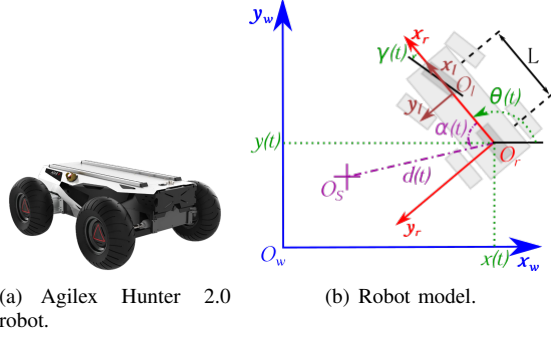 y_w
x_r
γ(t)
x_l
L
O_l
y_l
θ(t)
α(t)
y(t)
O_r
d(t)
O_S
y_r
O_w
x(t)
x_w
(a) Agilex Hunter 2.0
robot.
(b) Robot model.